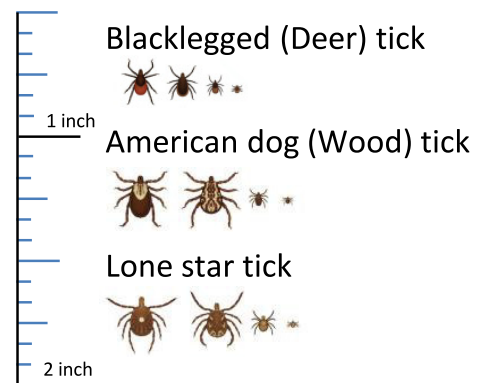 Blacklegged (Deer) tick
1 inch
American dog (Wood) tick
Lone star tick
2 inch